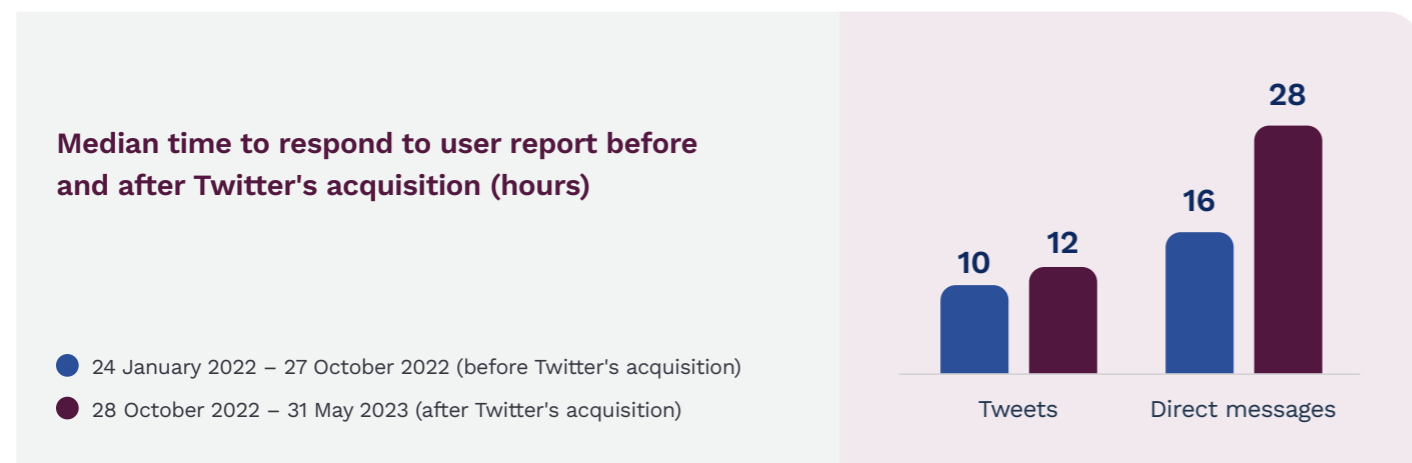 Median time to respond to user report before
and after Twitter's acquisition (hours)
24 January 2022 – 27 October 2022 (before Twitter's acquisition)
28 October 2022 – 31 May 2023 (after Twitter's acquisition)
10
12
16
28
Tweets
Direct messages